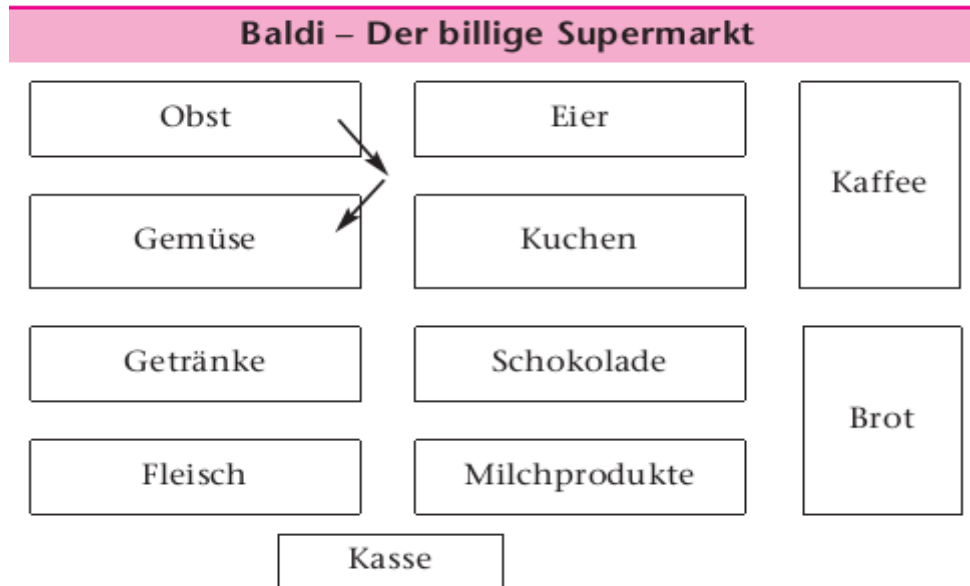 Baldi – Der billige Supermarkt
Obst
Eier
Kaffee
Gemüse
Kuchen
Getränke
Schokolade
Brot
Fleisch
Milchprodukte
Kasse